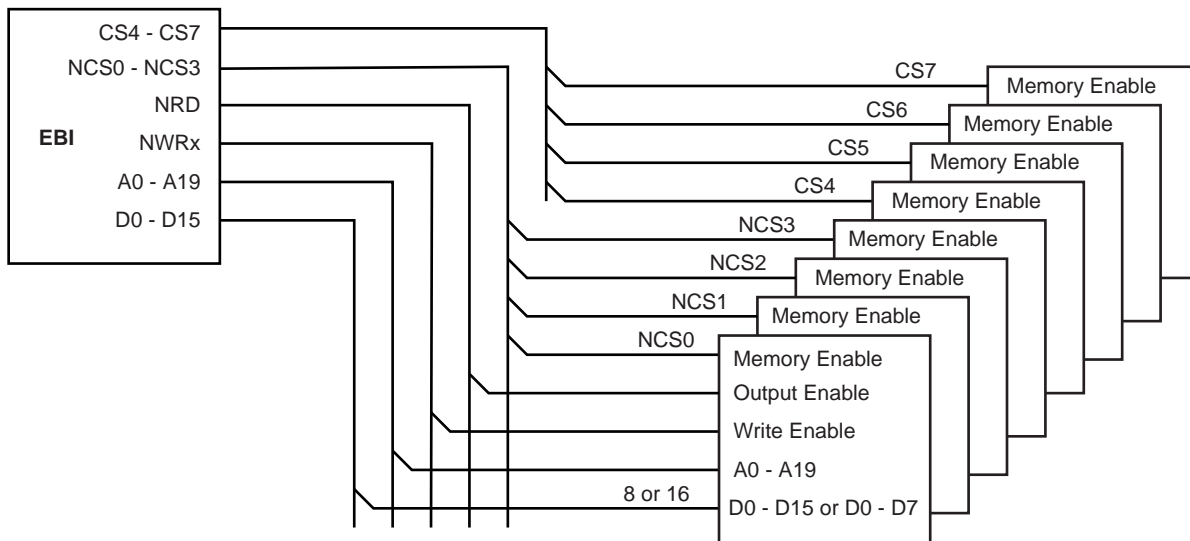 CS4 - CS7
NCS0 - NCS3
NRD
EBI
NWRx
A0 - A19
D0 - D15
CS7
Memory Enable
CS6
Memory Enable
CS5
Memory Enable
CS4
Memory Enable
NCS3
Memory Enable
NCS2
Memory Enable
NCS1
Memory Enable
NCS0
Memory Enable
Output Enable
Write Enable
A0 - A19
8 or 16
D0 - D15 or D0 - D7